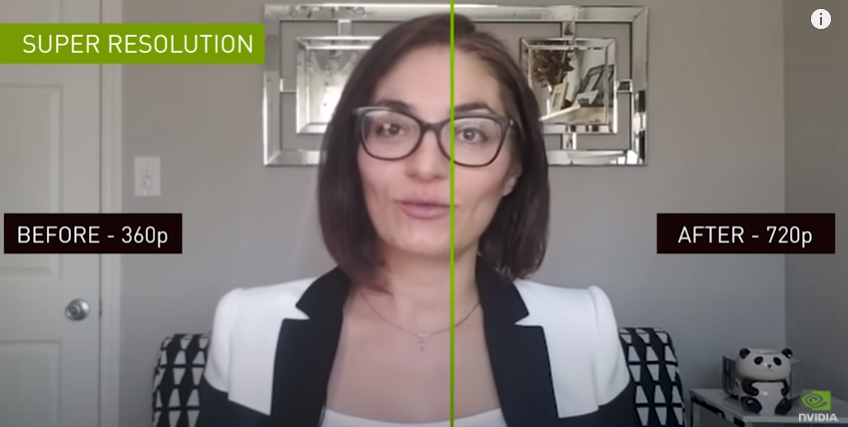 SUPER RESOLUTION
BEFORE - 360p
AFTER - 720p
NVIDIA